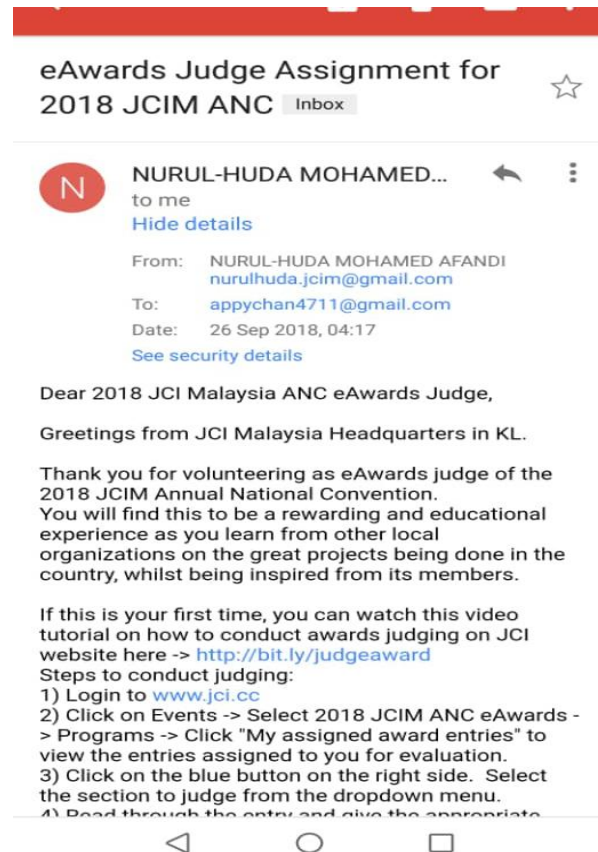 eAwards Judge Assignment for
2018 JCIM ANC Inbox
N
NURUL-HUDA MOHAMED...
to me
Hide details
From: NURUL-HUDA MOHAMED AFANDI
nurulhuda.jcim@gmail.com
To: appychan4711@gmail.com
Date: 26 Sep 2018, 04:17
See security details
Dear 2018 JCI Malaysia ANC eAwards Judge,
Greetings from JCI Malaysia Headquarters in KL.
Thank you for volunteering as eAwards judge of the
2018 JCIM Annual National Convention.
You will find this to be a rewarding and educational
experience as you learn from other local
organizations on the great projects being done in the
country, whilst being inspired from its members.
If this is your first time, you can watch this video
tutorial on how to conduct awards judging on JCI
website here -> http://bit.ly/judgeaward
Steps to conduct judging:
1) Login to www.jci.cc
2) Click on Events -> Select 2018 JCIM ANC eAwards -
> Programs -> Click "My assigned award entries" to
view the entries assigned to you for evaluation.
3) Click on the blue button on the right side.  Select
the section to judge from the dropdown menu.
4) Read through the entry and give the appropriate